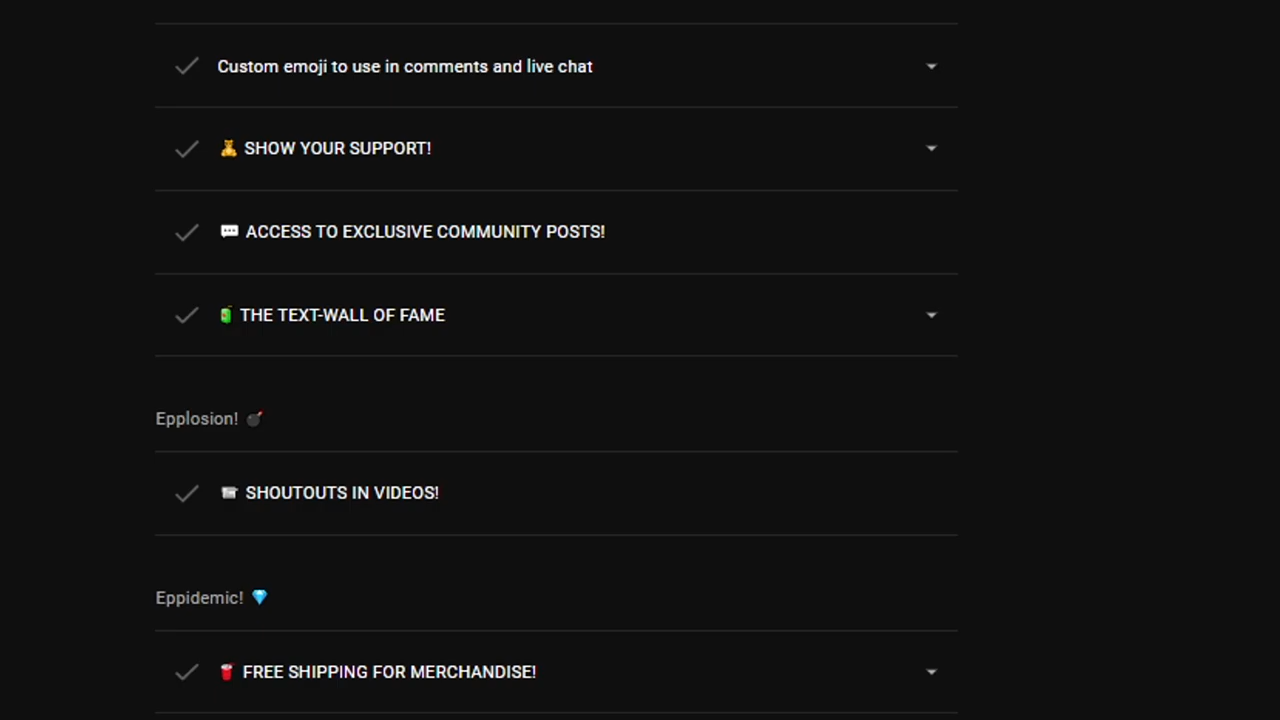 Custom emoji to use in comments and live chat
🧸 SHOW YOUR SUPPORT!
💬 ACCESS TO EXCLUSIVE COMMUNITY POSTS!
🧃 THE TEXT-WALL OF FAME
Epplosion! 💣
SHOUTOUTS IN VIDEOS!
Eppidemic! 💎
🥤 FREE SHIPPING FOR MERCHANDISE!